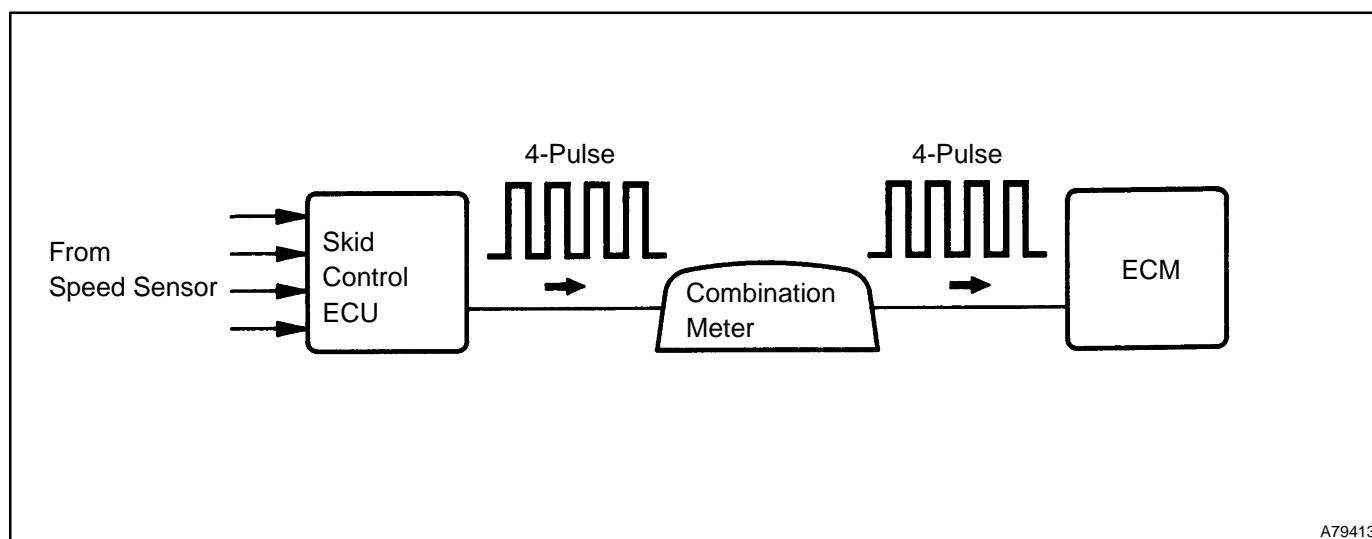 4-Pulse
4-Pulse
From
Speed Sensor
Skid
Control
ECU
Combination
Meter
ECM
A79413